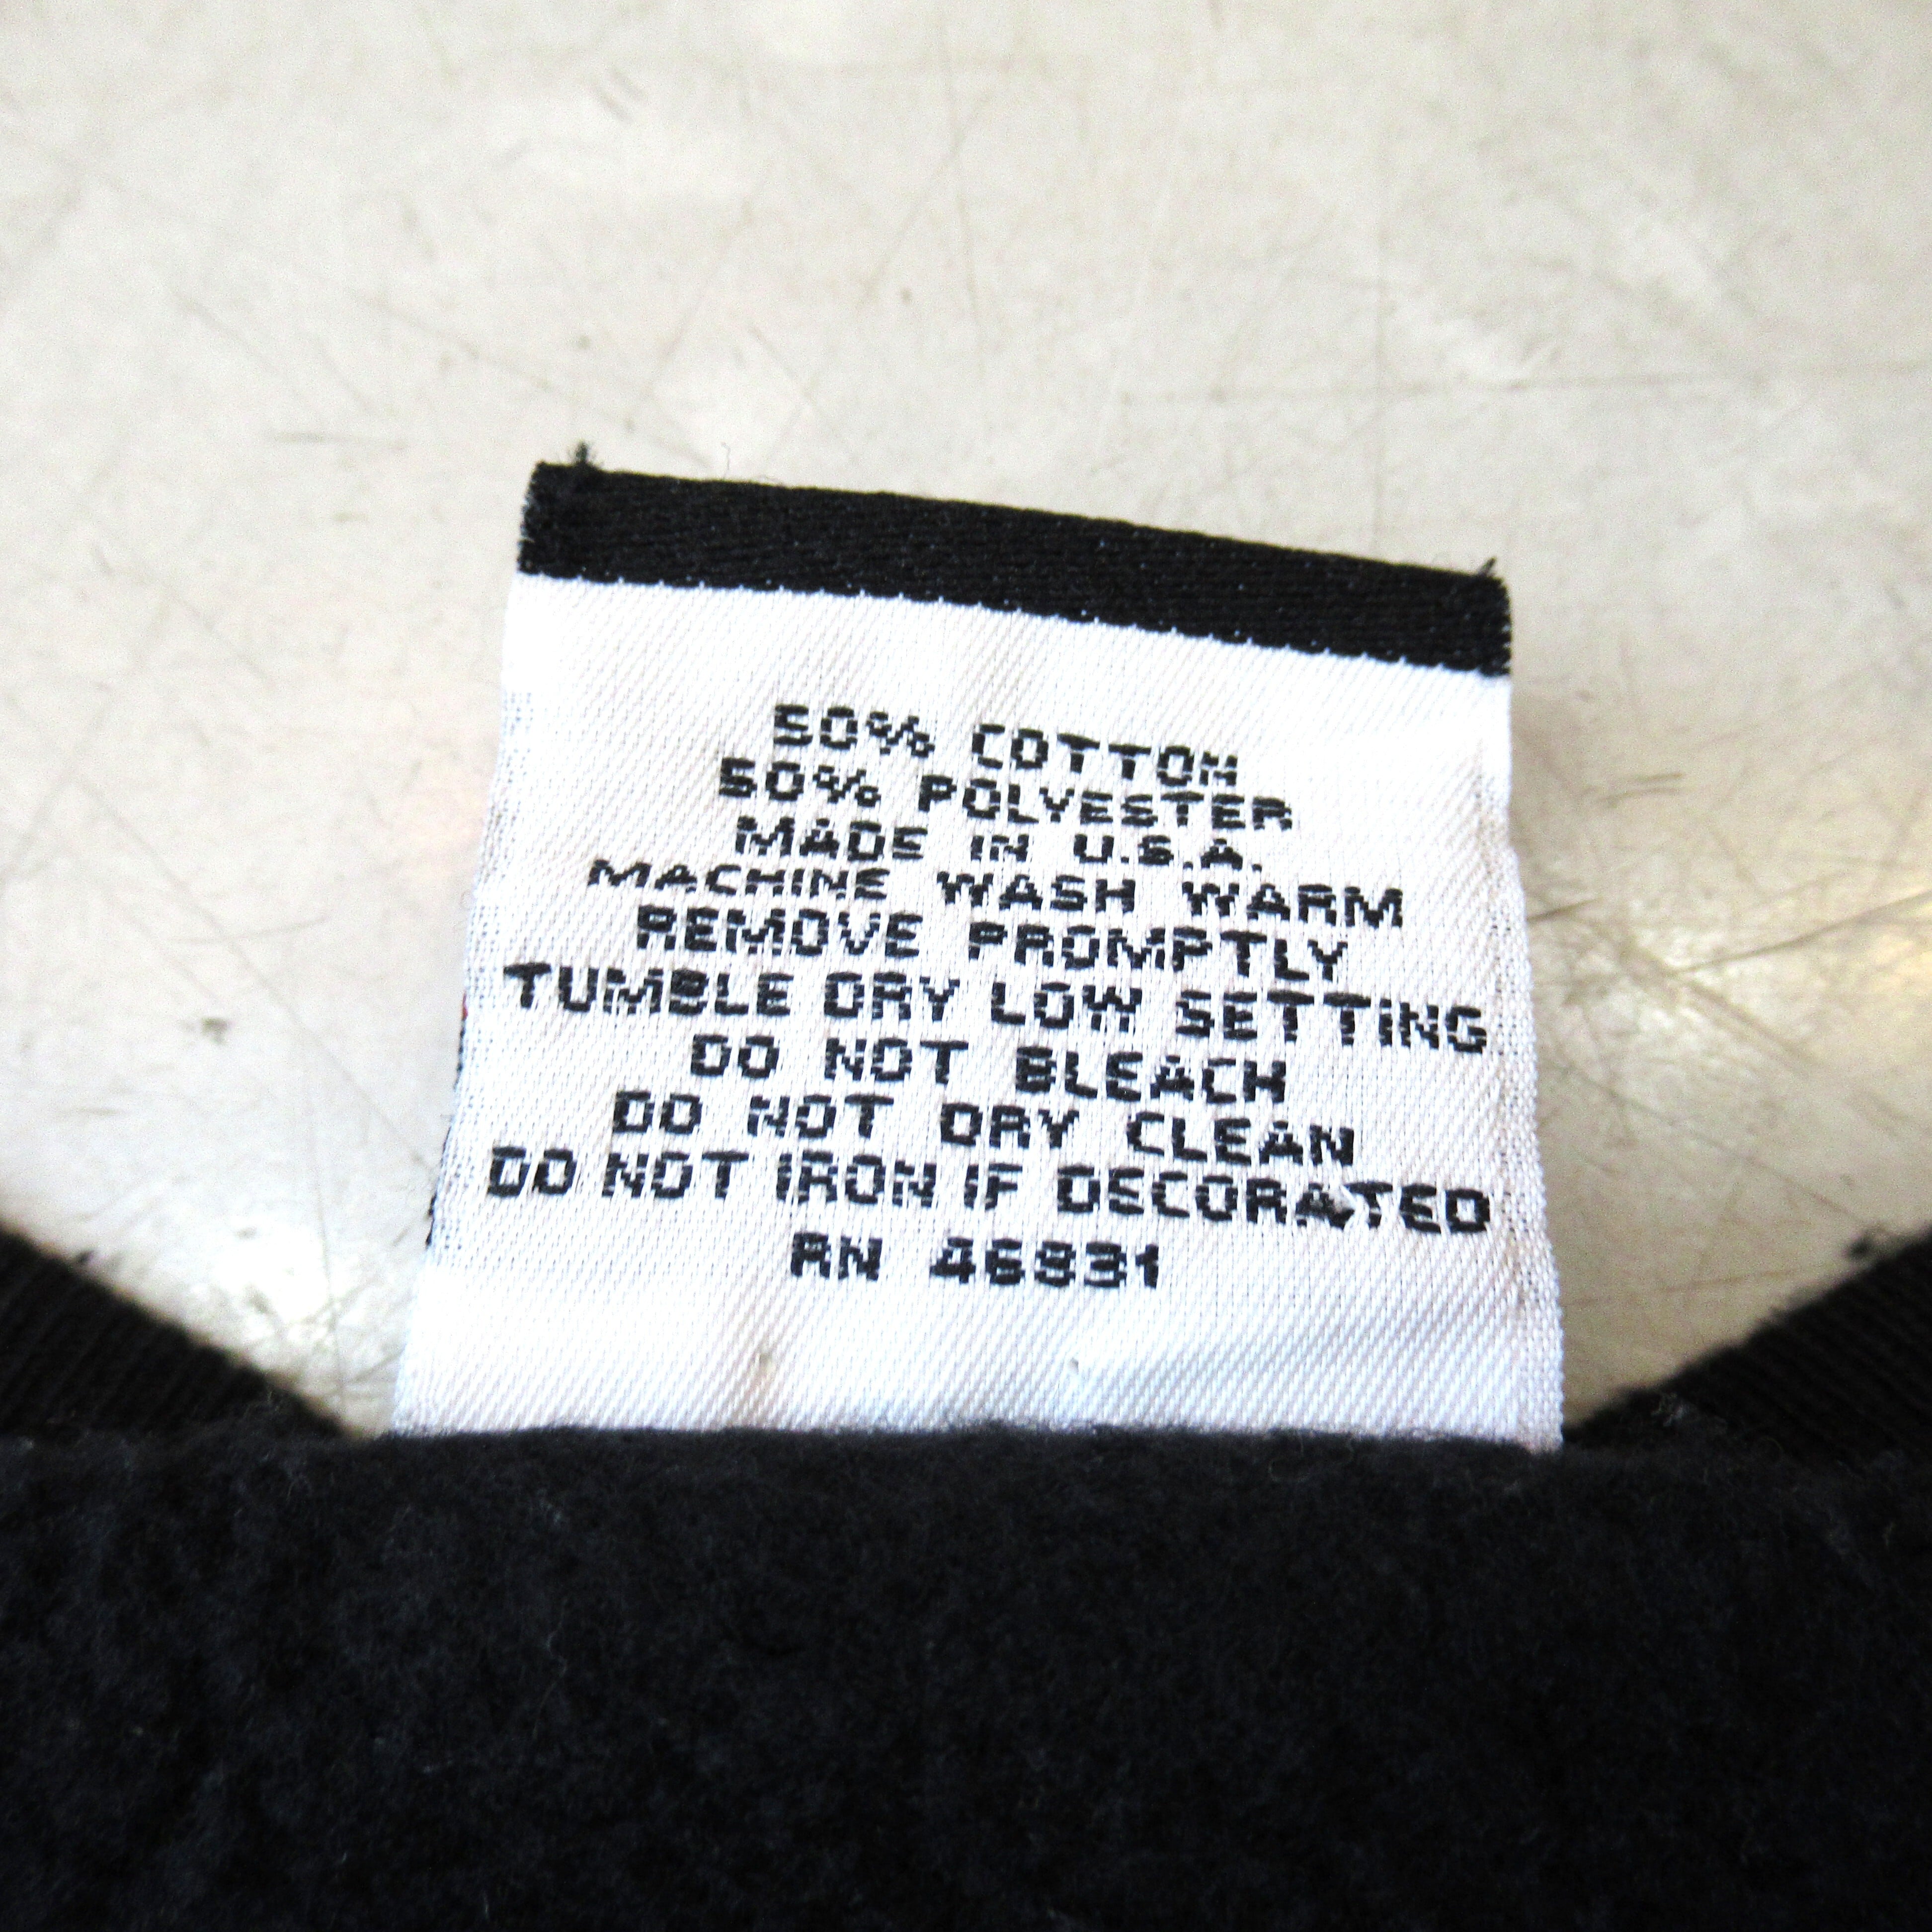 50% COTTON
50% POLYESTER
MADE IN U.S.A.
MACHINE WASH WARM
REMOVE PROMPTLY
TUMBLE DRY LOW SETTING
DO NOT BLEACH
DO NOT DRY CLEAN
DO NOT IRON IF DECORATED
RN 46831